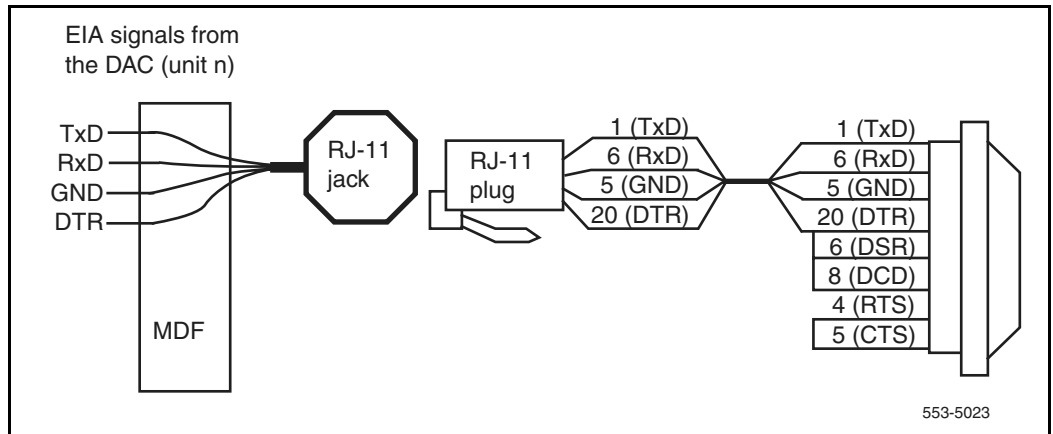 EIA signals from
the DAC (unit n)
TxD
RxD
GND
DTR
MDF
RJ-11
jack
RJ-11
plug
1 (TxD)
6 (RxD)
5 (GND)
20 (DTR)
1 (TxD)
6 (RxD)
5 (GND)
20 (DTR)
6 (DSR)
8 (DCD)
4 (RTS)
5 (CTS)
553-5023